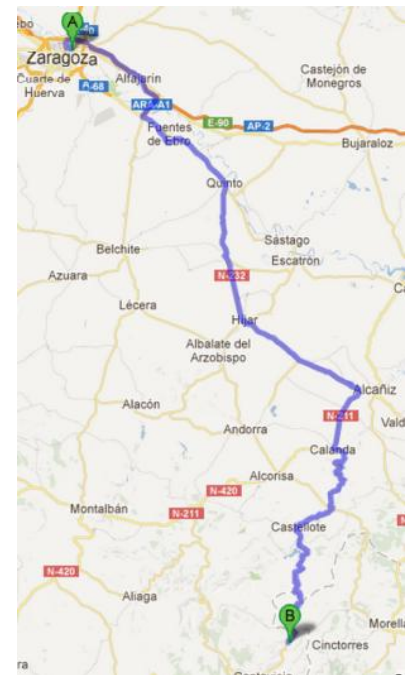 A
Zaragoza
Cuarte de
Huerva
A-68
Alfajarín
ARA-A1
Fuentes
de Ebro
E-90
AP-2
Castejón de
Monegros
Bujaraloz
Quinto
Sástago
Escatrón
Belchite
Azuara
N-232
Lécera
Híjar
Albalate del
Arzobispo
Alcañiz
Alacón
Andorra
N-211
Calanda
Alcorisa
N-420
Montalbán
N-211
Castellote
N-420
Aliaga
B
Cinctorres